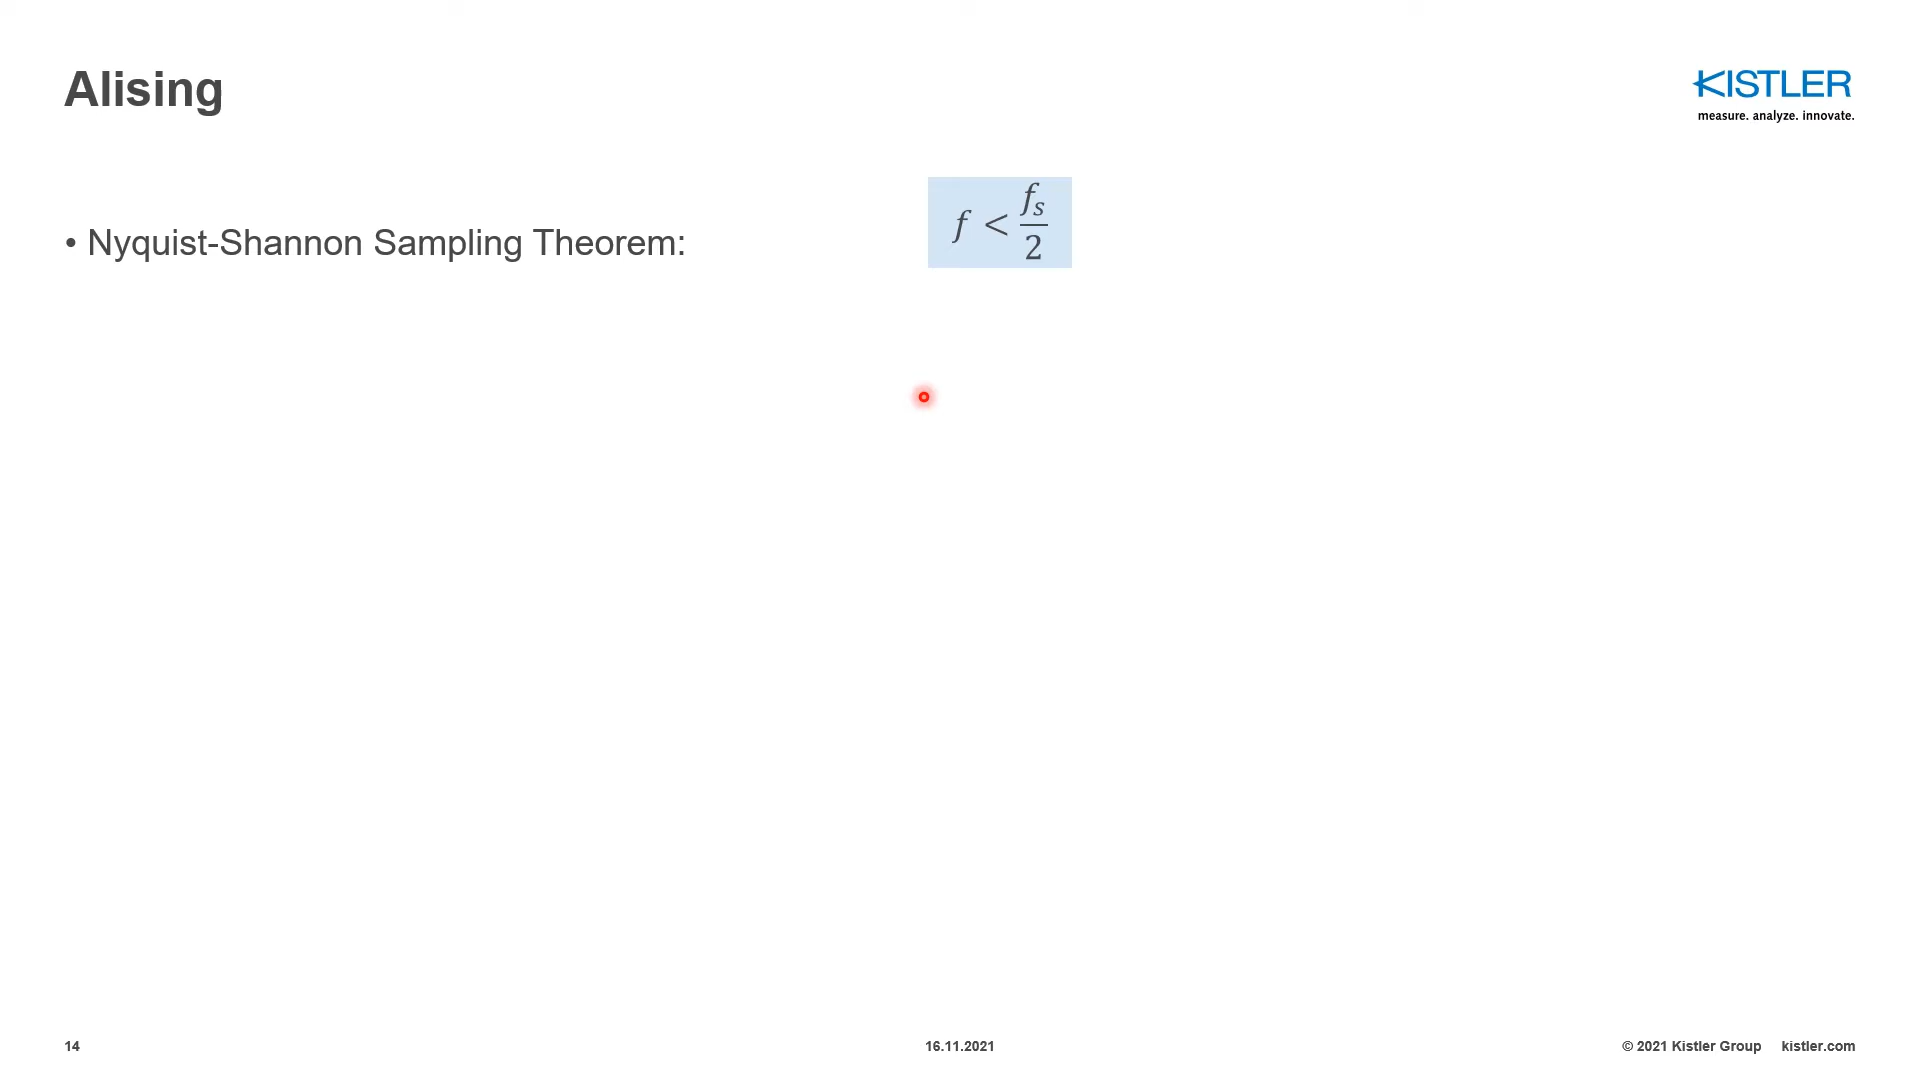 Alising
KISTLER
measure. analyze. innovate.
• Nyquist-Shannon Sampling Theorem:
f < fₛ/2
14
16.11.2021
© 2021 Kistler Group kistler.com